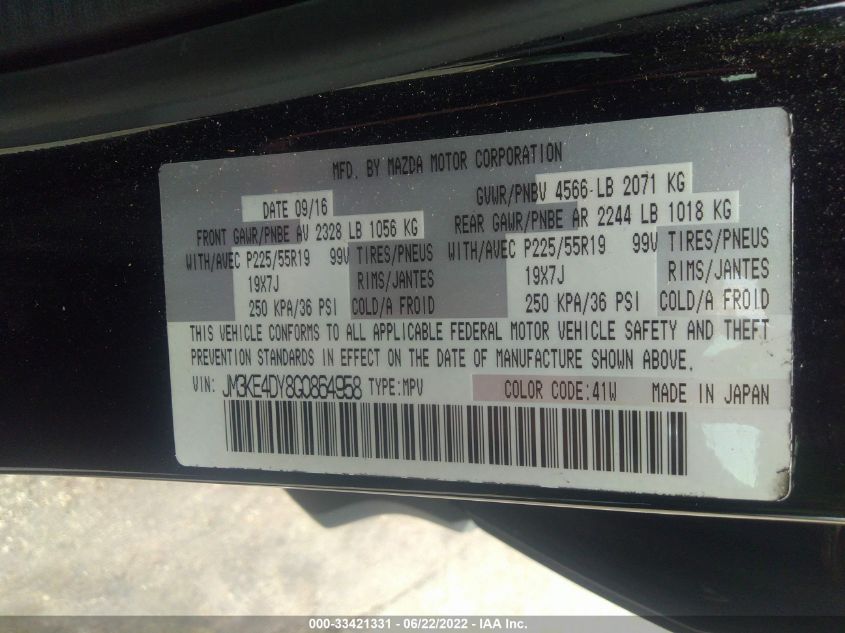 MFD. BY MAZDA MOTOR CORPORATION
DATE 09/16 GVWR/PNBV 4566-LB 2071 KG
FRONT GAWR/PNBE AV 2328 LB 1056 KG REAR GAWR/PNBE AR 2244 LB 1018 KG
WITH/AVEC P225/55R19 99V TIRES/PNEUS WITH/AVEC P225/55R19 99V TIRES/PNEUS
19X7J RIMS/JANTES 19X7J RIMS/JANTES
250 KPA/36 PSI COLD/A FROID 250 KPA/36 PSI COLD/A FROID
THIS VEHICLE CONFORMS TO ALL APPLICABLE FEDERAL MOTOR VEHICLE SAFETY AND THEFT
PREVENTION STANDARDS IN EFFECT ON THE DATE OF MANUFACTURE SHOWN ABOVE.
VIN: JM3KE4DY8G0864958 TYPE:MPV COLOR CODE:41W MADE IN JAPAN
000-33421331 - 06/22/2022 - IAA Inc.